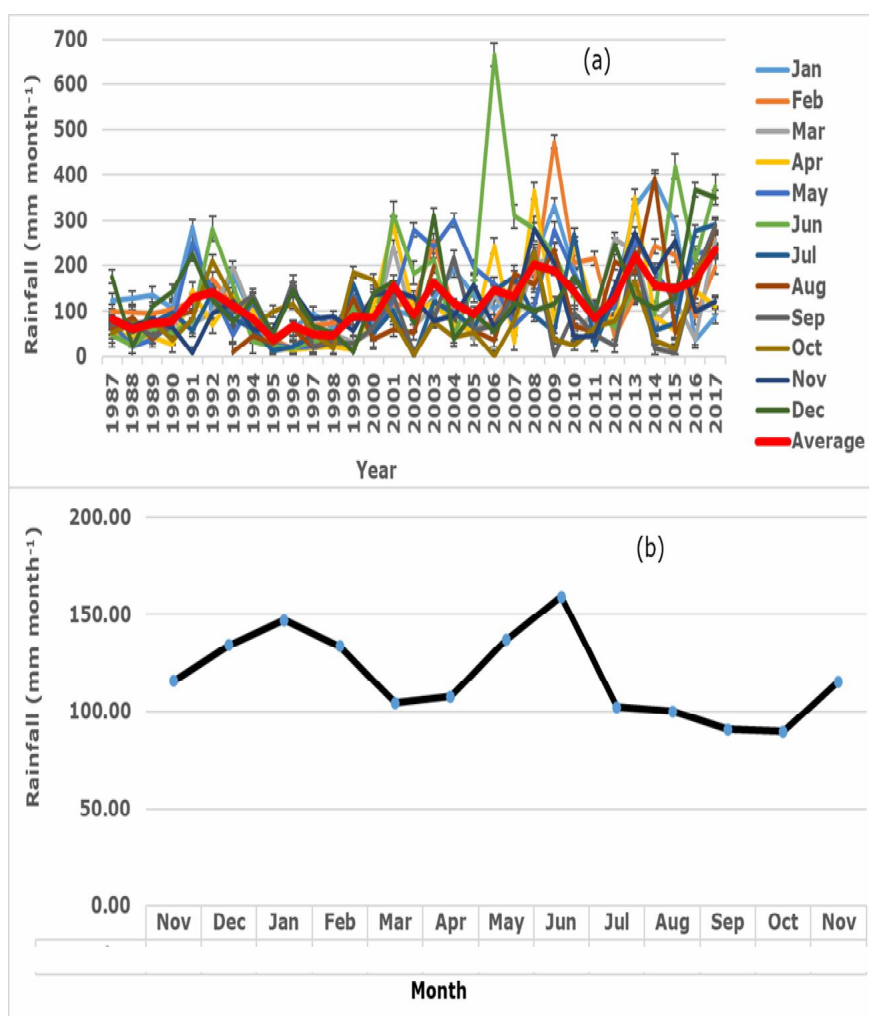 (a)
Rainfall (mm month⁻¹)
700
600
500
400
300
200
100
0
1987
1988
1989
1990
1991
1992
1993
1994
1995
1996
1997
1998
1999
2000
2001
2002
2003
2004
2005
2006
2007
2008
2009
2010
2011
2012
2013
2014
2015
2016
2017
Year
Jan
Feb
Mar
Apr
May
Jun
Jul
Aug
Sep
Oct
Nov
Dec
Average
(b)
Rainfall (mm month⁻¹)
200.00
150.00
100.00
50.00
0.00
Nov Dec Jan Feb Mar Apr May Jun Jul Aug Sep Oct Nov
Month